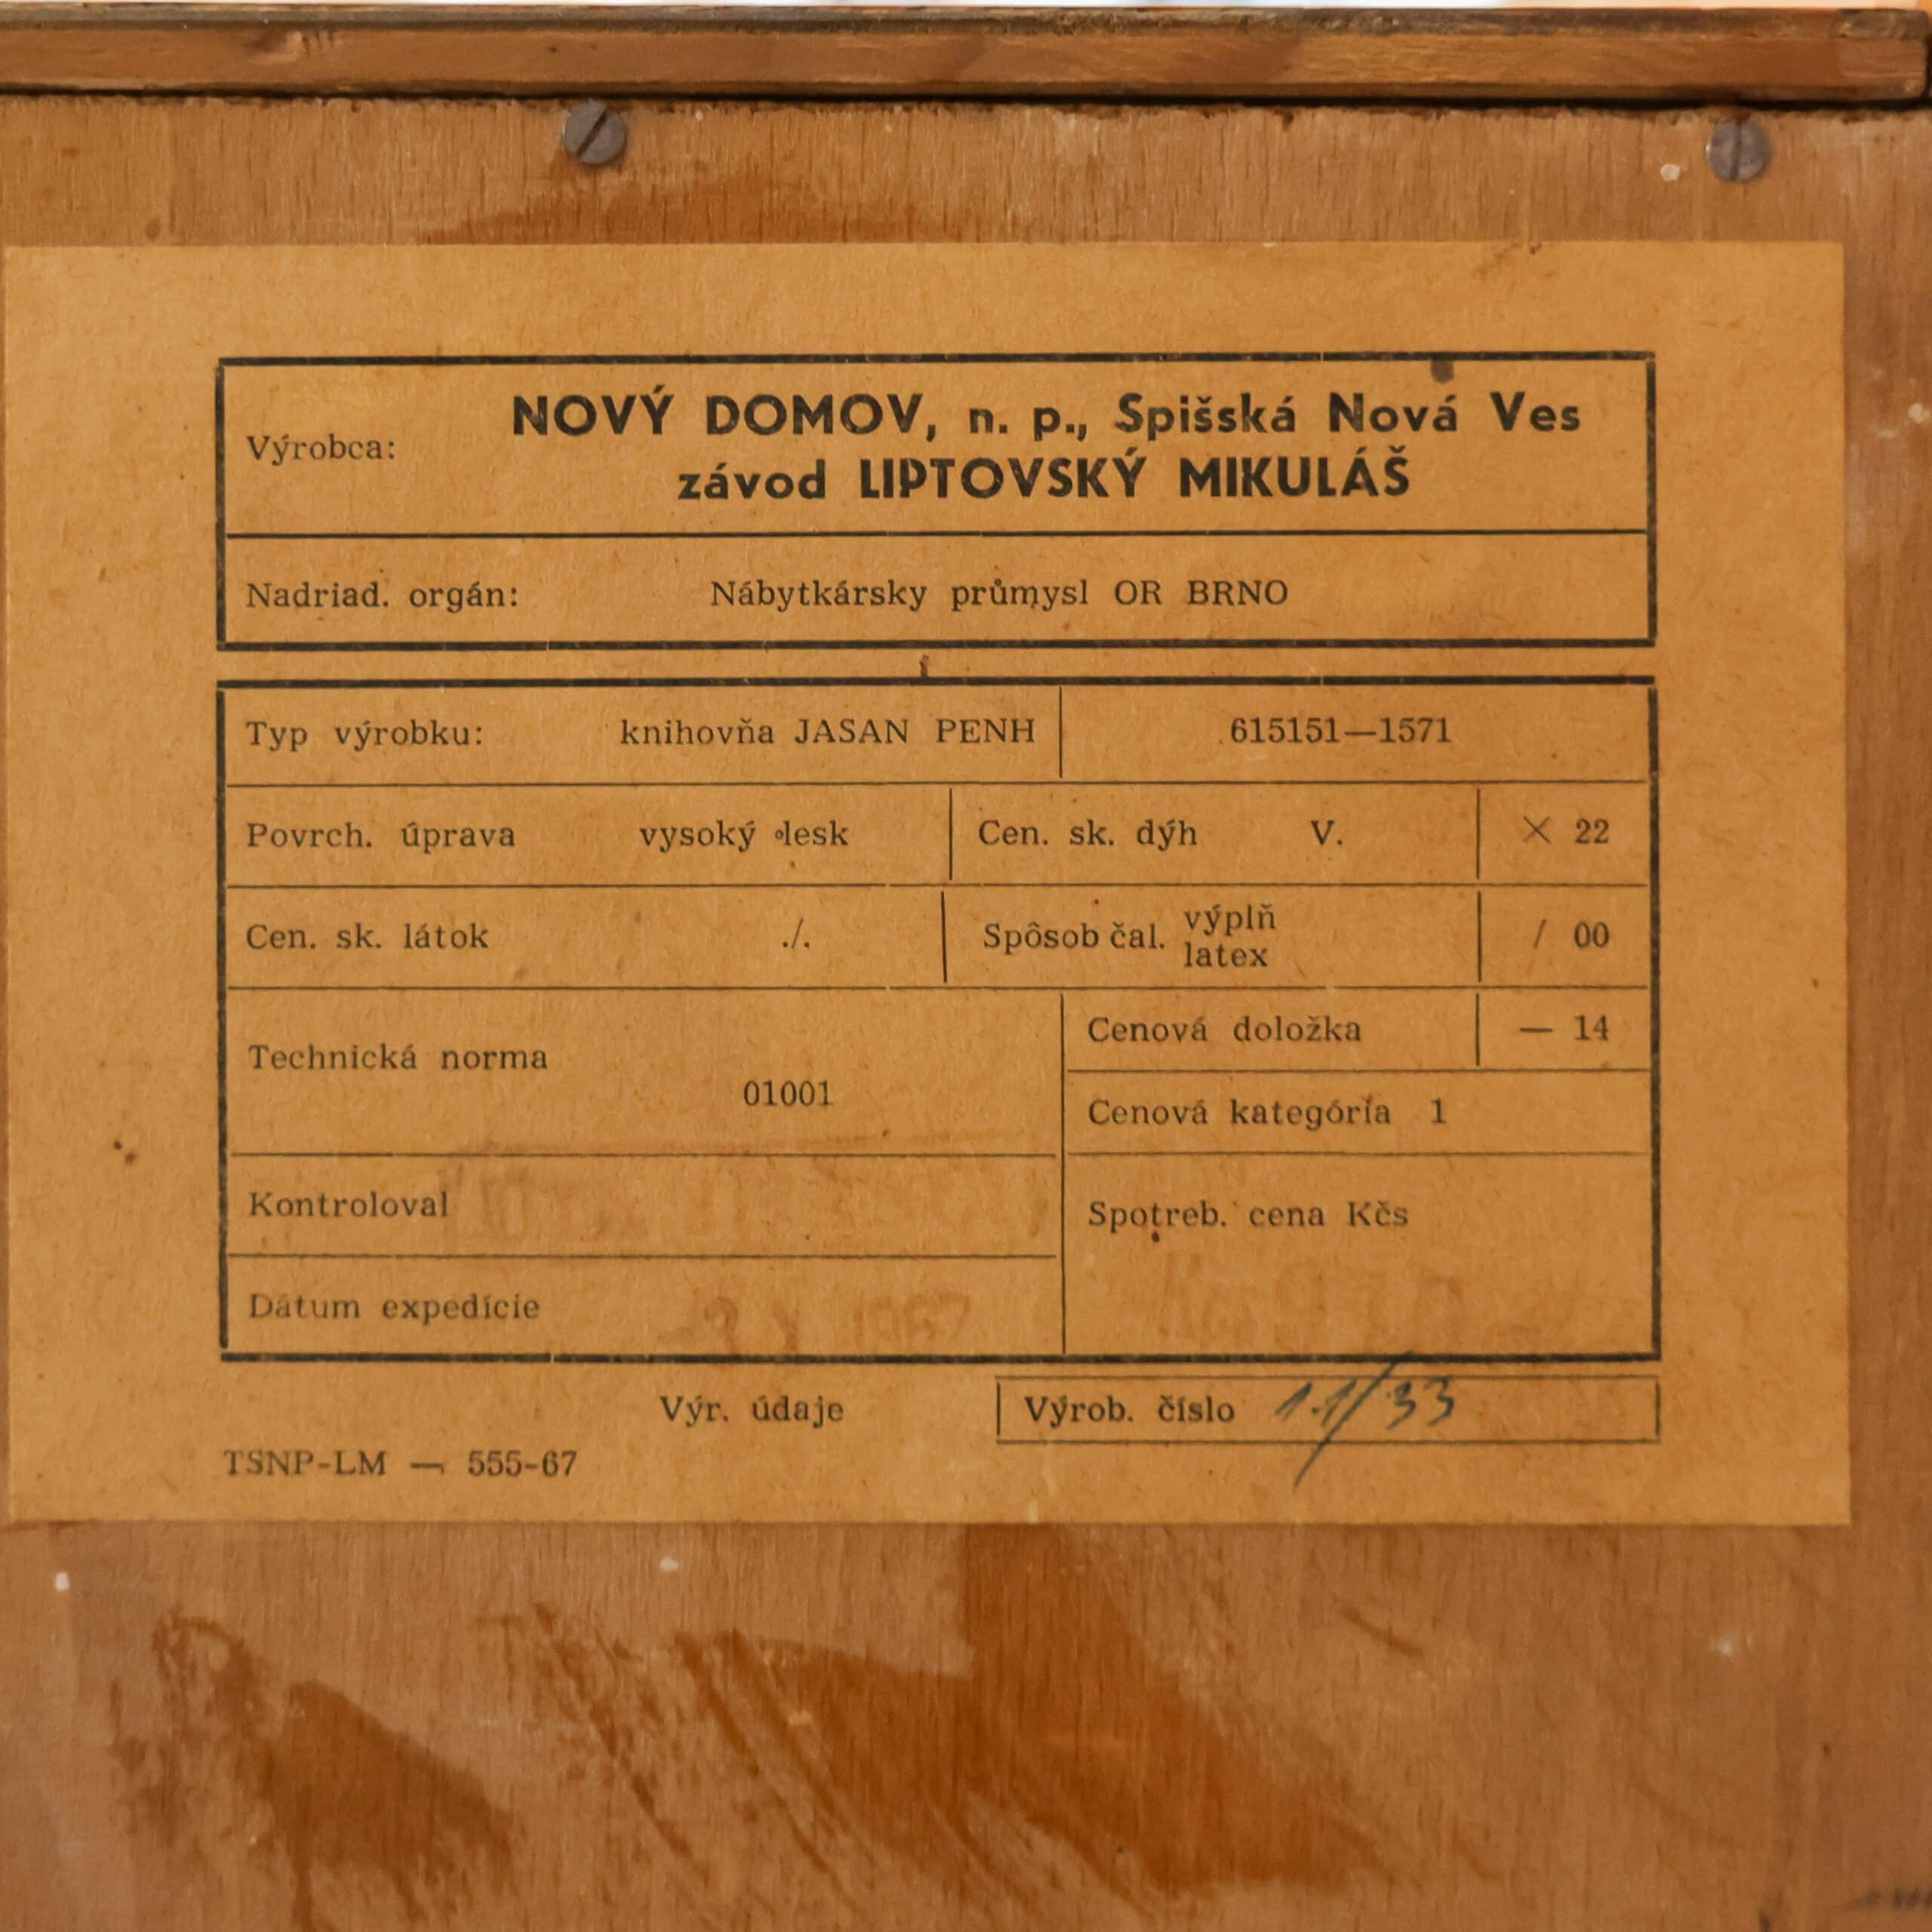 Výrobca: NOVÝ DOMOV, n. p., Spišská Nová Ves
závod LIPTOVSKÝ MIKULÁŠ
Nadriad. orgán: Nábytkársky průmysl OR BRNO
Typ výrobku: knihovňa JASAN PENH 615151—1571
Povrch. úprava vysoký lesk Cen. sk. dýh V. × 22
Cen. sk. látok ./. Spôsob čal. výplň / 00
latex
Technická norma Cenová doložka — 14
01001
Cenová kategória 1
Kontroloval Spotreb. cena Kčs
Dátum expedície
Výr. údaje Výrob. číslo 11/33
TSNP-LM — 555-67